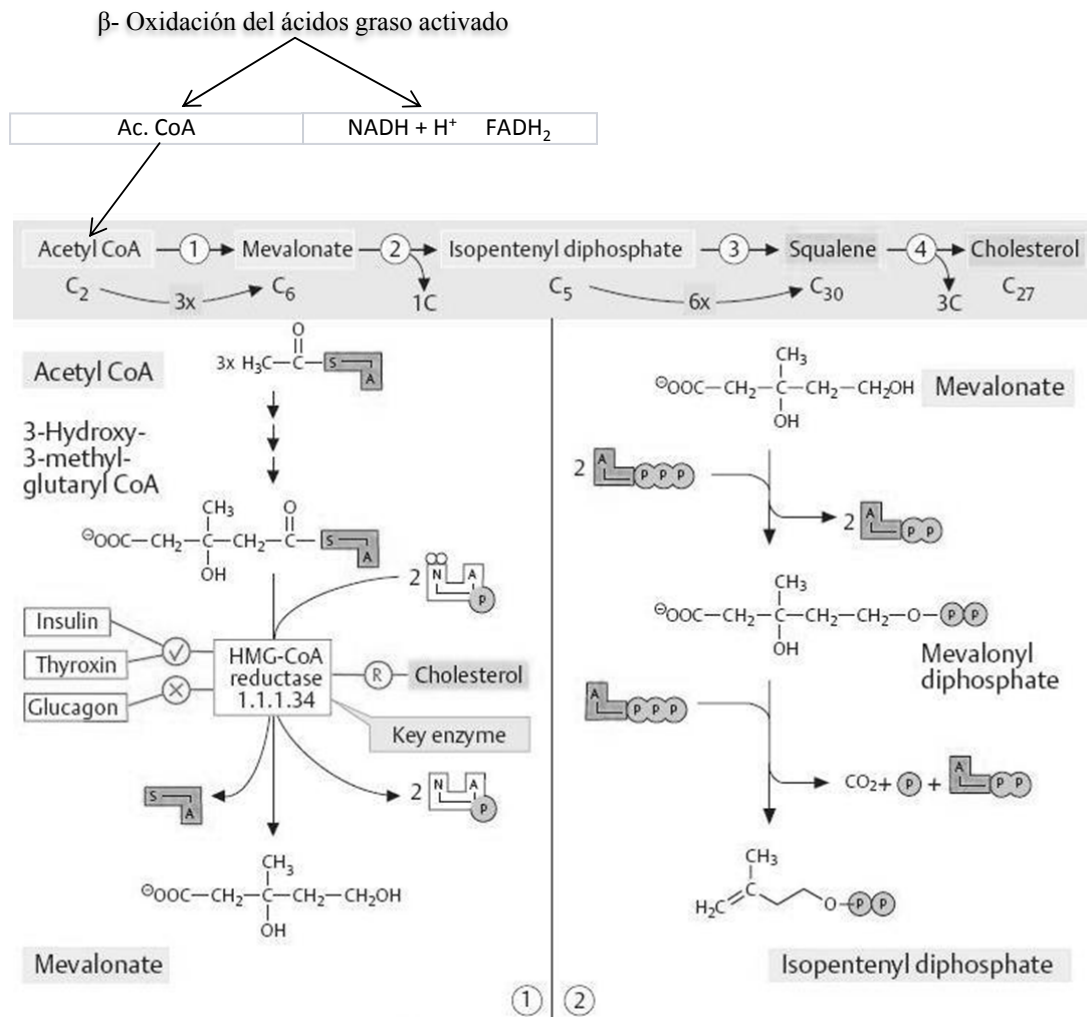 β- Oxidación del ácidos graso activado
Ac. CoA
NADH + H⁺ FADH₂
Acetyl CoA 1 Mevalonate 2 Isopentenyl diphosphate 3 Squalene 4 Cholesterol
C₂ 3x C₆ 1C C₅ 6x C₃₀ 3C C₂₇
Acetyl CoA
3x H₃C—C—S A
O
3-Hydroxy-
3-methyl-
glutaryl CoA
CH₃ O
⊖OOC—CH₂—C—CH₂—C—S A
OH
2 N A P
Insulin
Thyroxin
Glucagon
HMG-CoA
reductase
1.1.1.34
R
Cholesterol
Key enzyme
S A
2 N A P
CH₃
⊖OOC—CH₂—C—CH₂—CH₂OH
OH
Mevalonate
1
CH₃
⊖OOC—CH₂—C—CH₂—CH₂OH
OH
Mevalonate
2 A P P P
2 A P P
CH₃
⊖OOC—CH₂—C—CH₂—CH₂—O—P P
OH
Mevalonyl
diphosphate
A P P P
CO₂+ P + A P P
CH₃
C
H₂C O—P P
Isopentenyl diphosphate
2